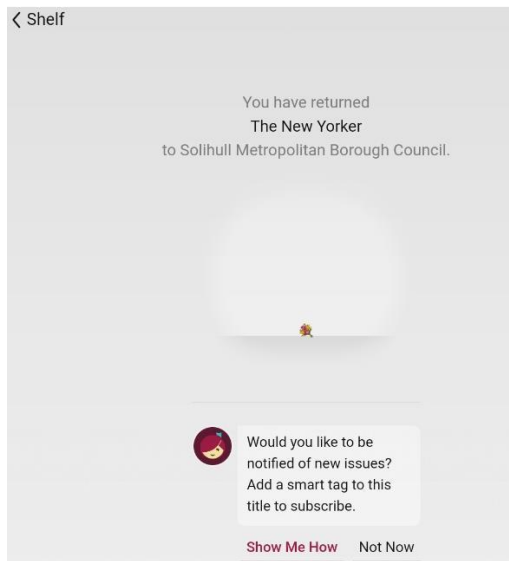 Shelf
You have returned
The New Yorker
to Solihull Metropolitan Borough Council.
Would you like to be
notified of new issues?
Add a smart tag to this
title to subscribe.
Show Me How Not Now